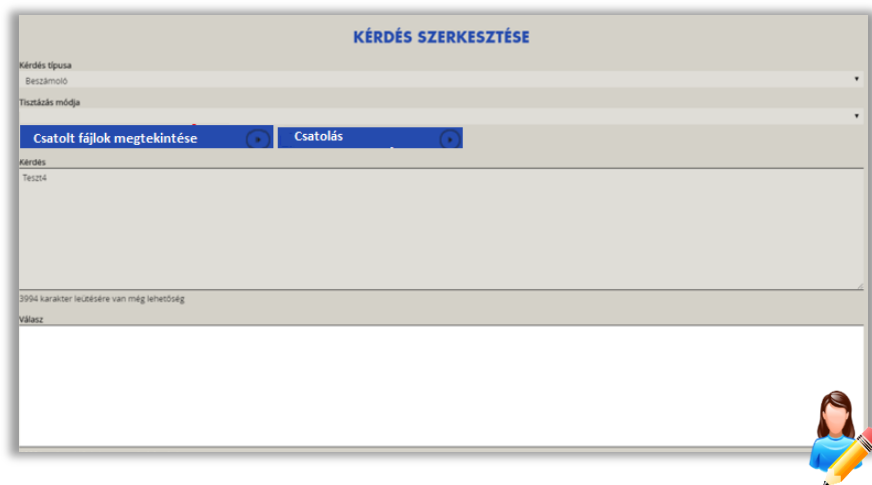 KÉRDÉS SZERKESZTÉSE
Kérdés típusa
Beszámoló
Tisztázás módja
Csatolt fájlok megtekintése Csatolás
Kérdés
Teszt4
3994 karakter leütésére van még lehetőség
Válasz